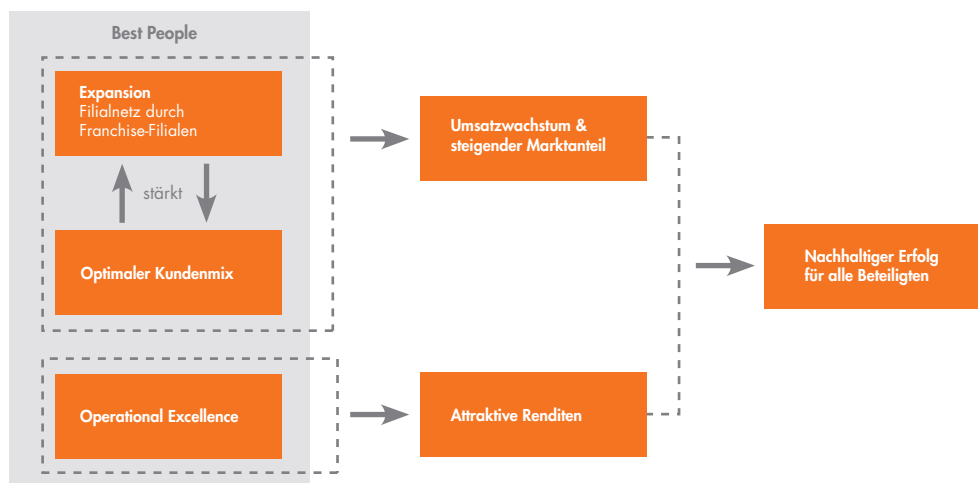 Best People
Expansion
Filialnetz durch
Franchise-Filialen
stärkt
Optimaler Kundenmix
Operational Excellence
Umsatzwachstum &
steigender Marktanteil
Attraktive Renditen
Nachhaltiger Erfolg
für alle Beteiligten